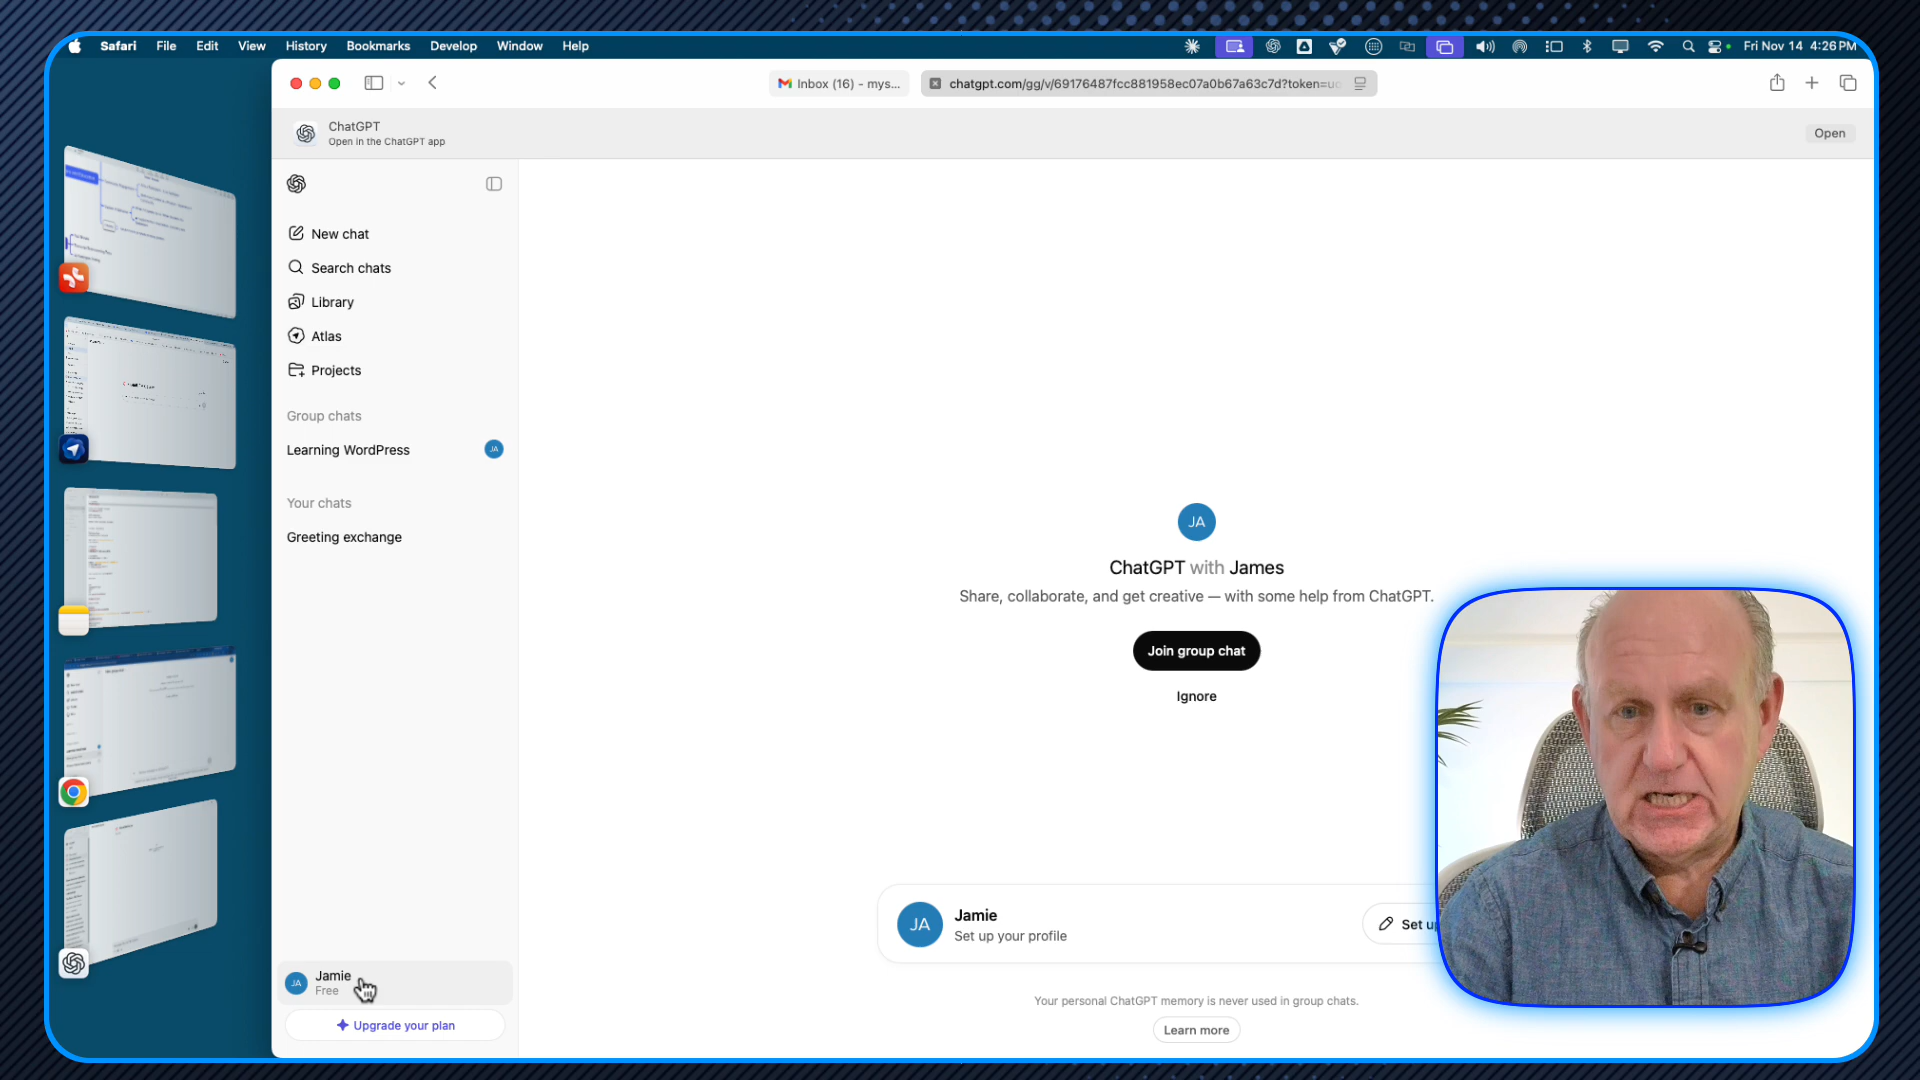 Safari File Edit View History Bookmarks Develop Window Help
Fri Nov 14 4:26 PM
Inbox (16) - mys...
chatgpt.com/gg/v/69176487fcc881958ec07a0b67a63c7d?token=uc
ChatGPT
Open in the ChatGPT app
Open
New chat
Search chats
Library
Atlas
Projects
Group chats
Learning WordPress
JA
Your chats
Greeting exchange
JA
ChatGPT with James
Share, collaborate, and get creative — with some help from ChatGPT.
Join group chat
Ignore
JA
Jamie
Set up your profile
Set up
Your personal ChatGPT memory is never used in group chats.
Learn more
JA
Jamie
Free
Upgrade your plan